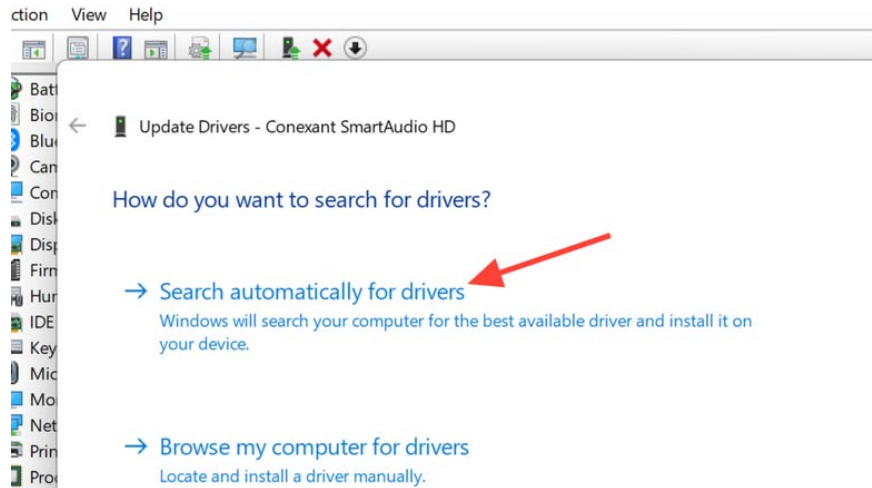 View Help
Update Drivers - Conexant SmartAudio HD
How do you want to search for drivers?
Search automatically for drivers
Windows will search your computer for the best available driver and install it on
your device.
Browse my computer for drivers
Locate and install a driver manually.
IDE